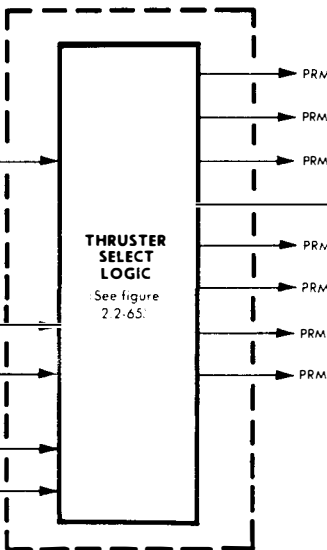 PRM
PRM
PRM
THRUSTER
SELECT
LOGIC
See figure
2.2-65.
PRM
PRM
PRM
PRM